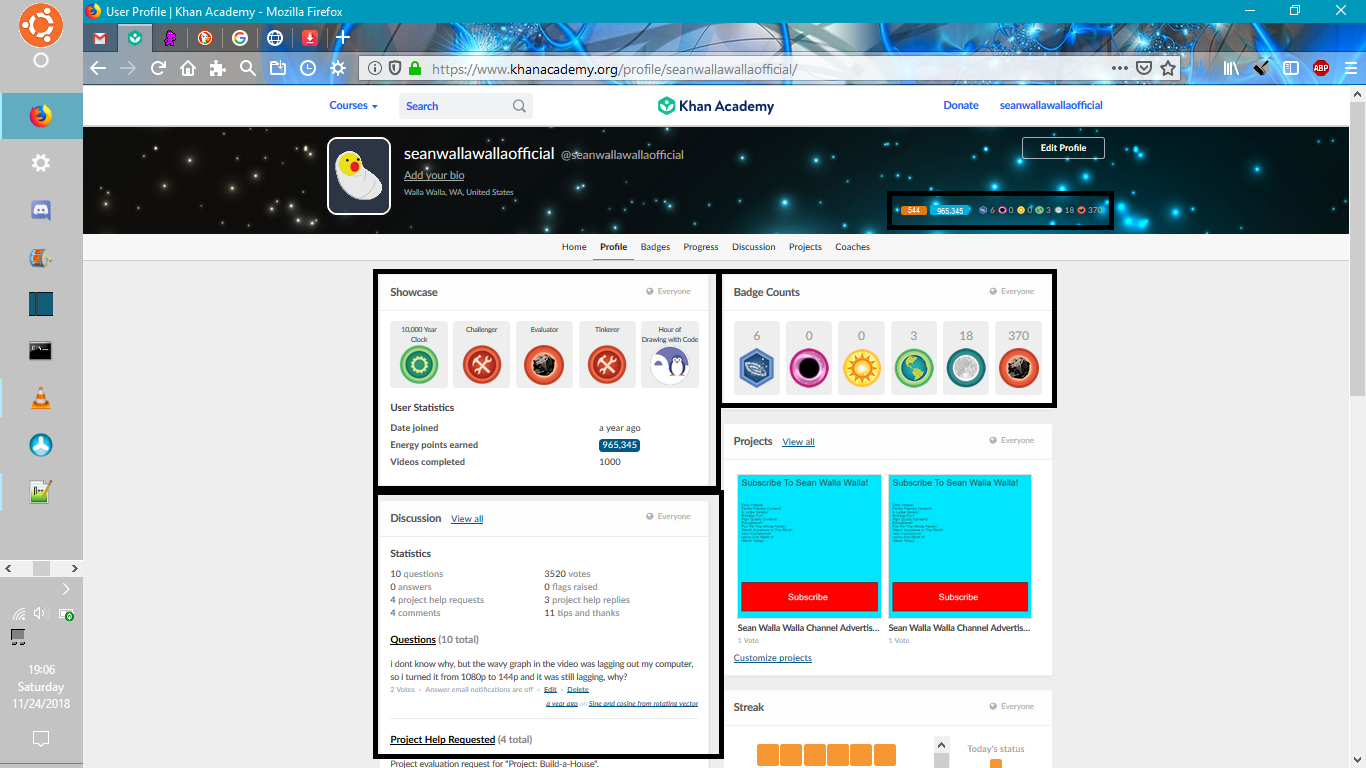 User Profile | Khan Academy - Mozilla Firefox
https://www.khanacademy.org/profile/seanwallawallaofficial/
ABP
Courses
Search
Khan Academy
Donate
seanwallawallaofficial
seanwallawallaofficial @seanwallawallaofficial
Edit Profile
Add your bio
Walla Walla, WA, United States
544 965,345 6 0 0 3 18 370
Home Profile Badges Progress Discussion Projects Coaches
Showcase
Everyone
10,000 Year Clock
Challenger
Evaluator
Tinkerer
Hour of Drawing with Code
User Statistics
Date joined a year ago
Energy points earned 965,345
Videos completed 1000
Badge Counts
Everyone
6 0 0 3 18 370
Discussion View all
Everyone
Statistics
10 questions 3520 votes
0 answers 0 flags raised
4 project help requests 3 project help replies
4 comments 11 tips and thanks
Questions (10 total)
i dont know why, but the wavy graph in the video was lagging out my computer,
so i turned it from 1080p to 144p and it was still lagging, why?
2 Votes • Answer email notifications are off • Edit • Delete
a year ago on Sine and cosine from rotating vector
Project Help Requested (4 total)
Project evaluation request for "Project: Build-a-House".
Projects View all
Everyone
Subscribe To Sean Walla Walla!
Subscribe
Sean Walla Walla Channel Advertis...
1 Vote
Subscribe To Sean Walla Walla!
Subscribe
Sean Walla Walla Channel Advertis...
1 Vote
Customize projects
Streak
Everyone
Today's status
19:06
Saturday
11/24/2018